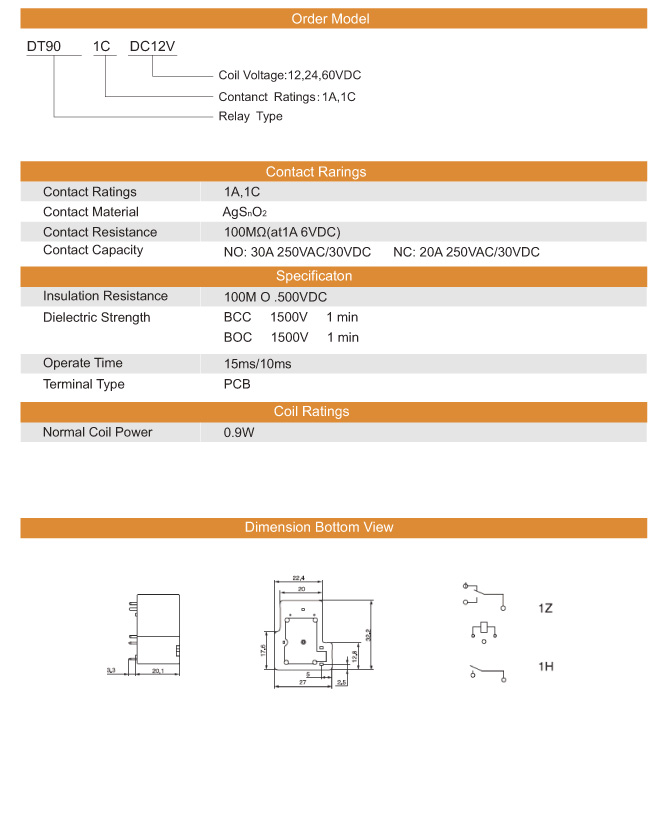 Order Model
DT90 1C DC12V
Coil Voltage:12,24,60VDC
Contanct Ratings:1A,1C
Relay Type
Contact Rarings
Contact Ratings 1A,1C
Contact Material AgSnO2
Contact Resistance 100MΩ(at1A 6VDC)
Contact Capacity NO: 30A 250VAC/30VDC NC: 20A 250VAC/30VDC
Specificaton
Insulation Resistance 100M O .500VDC
Dielectric Strength BCC 1500V 1 min
BOC 1500V 1 min
Operate Time 15ms/10ms
Terminal Type PCB
Coil Ratings
Normal Coil Power 0.9W
Dimension Bottom View
22,4
20
1Z
32,2
17,6
12,8
1H
3,3 20,1
5
27 2,5